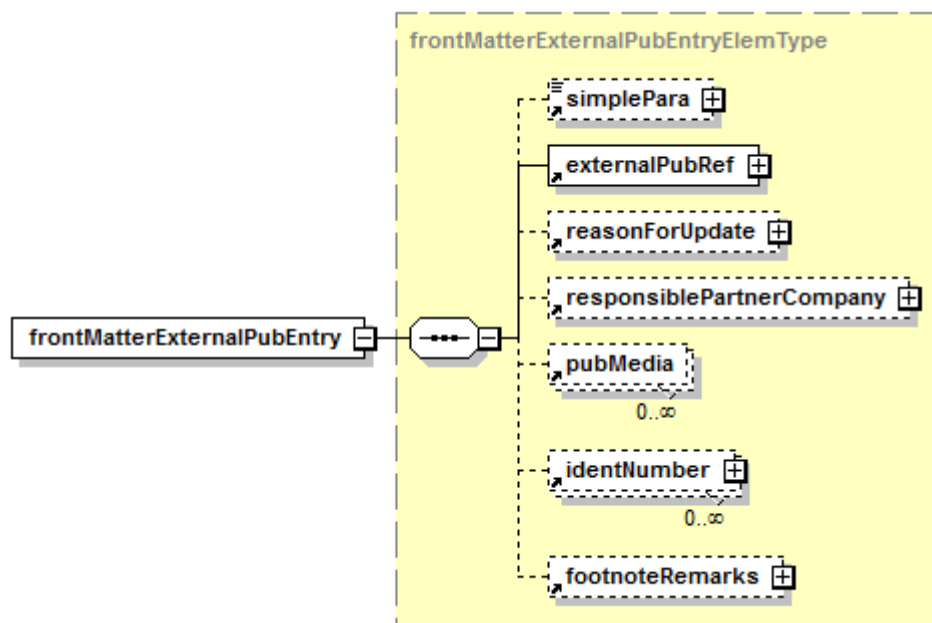 frontMatterExternalPubEntryElemType
simplePara
externalPubRef
reasonForUpdate
responsiblePartnerCompany
frontMatterExternalPubEntry
pubMedia
0..∞
identNumber
0..∞
footnoteRemarks